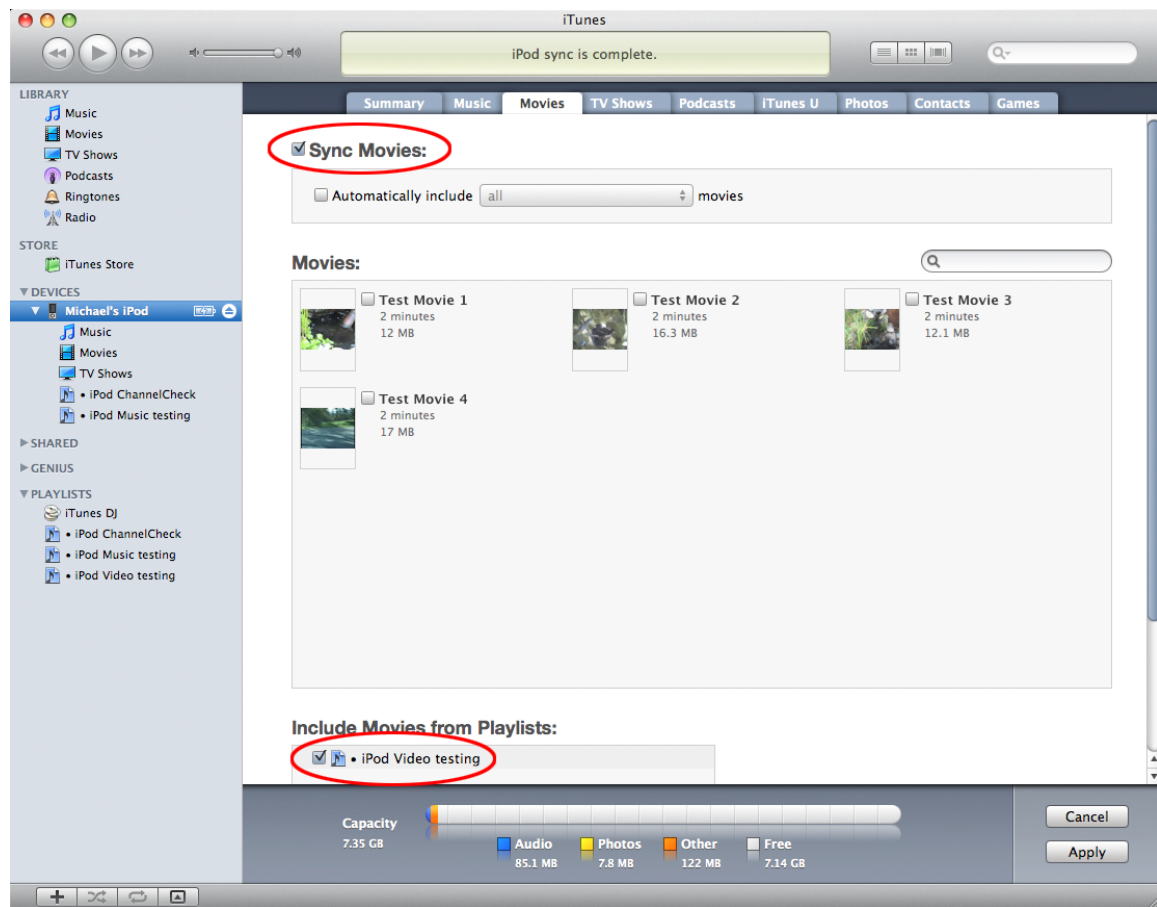 iTunes
iPod sync is complete.
LIBRARY
Music
Movies
TV Shows
Podcasts
Ringtones
Radio
STORE
iTunes Store
DEVICES
Michael's iPod
Music
Movies
TV Shows
• iPod ChannelCheck
• iPod Music testing
SHARED
GENIUS
PLAYLISTS
iTunes DJ
• iPod ChannelCheck
• iPod Music testing
• iPod Video testing
Summary Music Movies TV Shows Podcasts iTunes U Photos Contacts Games
Sync Movies:
Automatically include all movies
Movies:
Test Movie 1
2 minutes
12 MB
Test Movie 2
2 minutes
16.3 MB
Test Movie 3
2 minutes
12.1 MB
Test Movie 4
2 minutes
17 MB
Include Movies from Playlists:
• iPod Video testing
Capacity
7.35 GB
Audio
85.1 MB
Photos
7.8 MB
Other
122 MB
Free
7.14 GB
Cancel
Apply